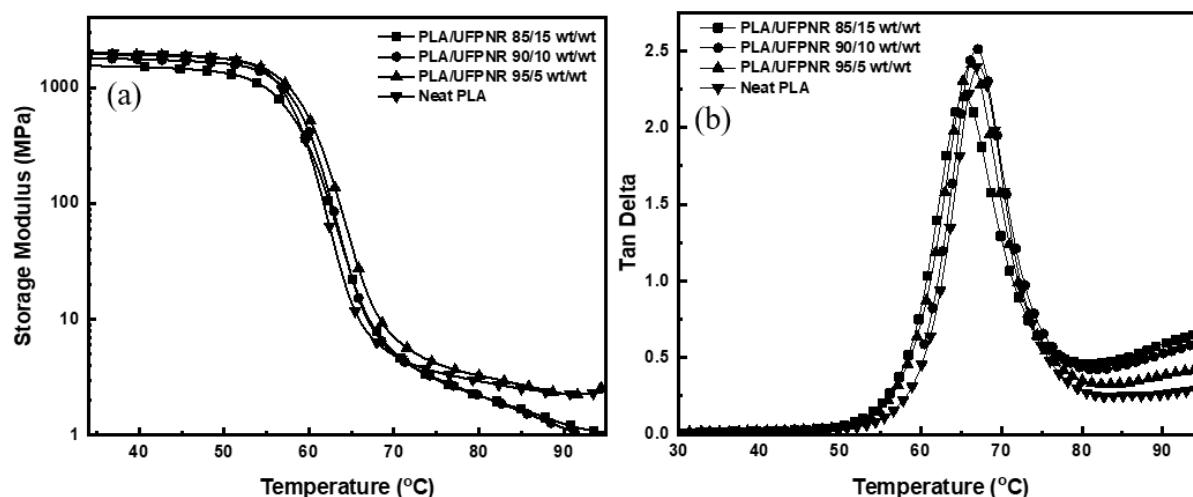 (a)
PLA/UFPNR 85/15 wt/wt
PLA/UFPNR 90/10 wt/wt
PLA/UFPNR 95/5 wt/wt
Neat PLA
Storage Modulus (MPa)
1000
100
10
1
40 50 60 70 80 90
Temperature (°C)
(b)
PLA/UFPNR 85/15 wt/wt
PLA/UFPNR 90/10 wt/wt
PLA/UFPNR 95/5 wt/wt
Neat PLA
Tan Delta
2.5
2.0
1.5
1.0
0.5
0.0
30 40 50 60 70 80 90
Temperature (°C)